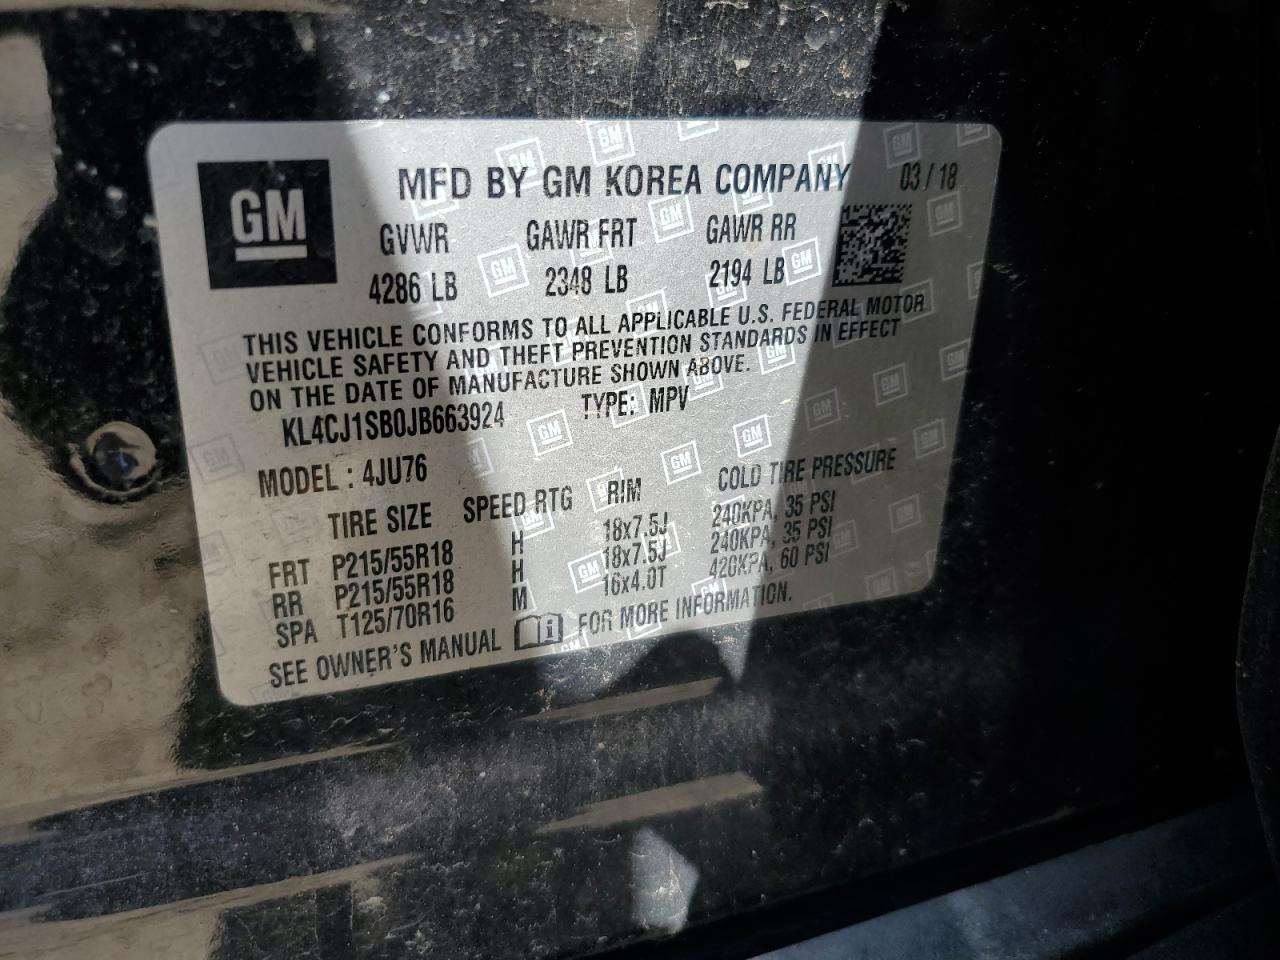 GM
MFD BY GM KOREA COMPANY 03/18
GVWR GAWR FRT GAWR RR
4286 LB 2348 LB 2194 LB
THIS VEHICLE CONFORMS TO ALL APPLICABLE U.S. FEDERAL MOTOR
VEHICLE SAFETY AND THEFT PREVENTION STANDARDS IN EFFECT
ON THE DATE OF MANUFACTURE SHOWN ABOVE.
KL4CJ1SB0JB663924 TYPE: MPV
MODEL: 4JU76
TIRE SIZE SPEED RTG RIM COLD TIRE PRESSURE
FRT P215/55R18 H 18x7.5J 240KPA, 35 PSI
RR P215/55R18 H 18x7.5J 240KPA, 35 PSI
SPA T125/70R16 M 16x4.0T 420KPA, 60 PSI
SEE OWNER'S MANUAL i FOR MORE INFORMATION.